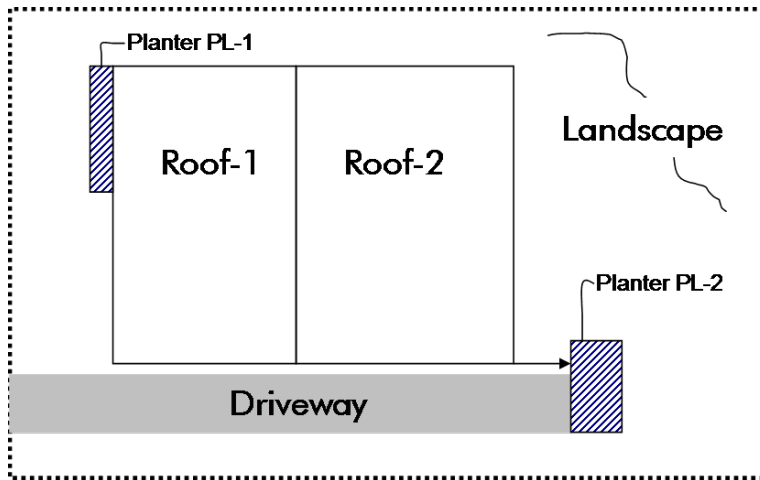 Planter PL-1
Roof-1
Roof-2
Landscape
Planter PL-2
Driveway